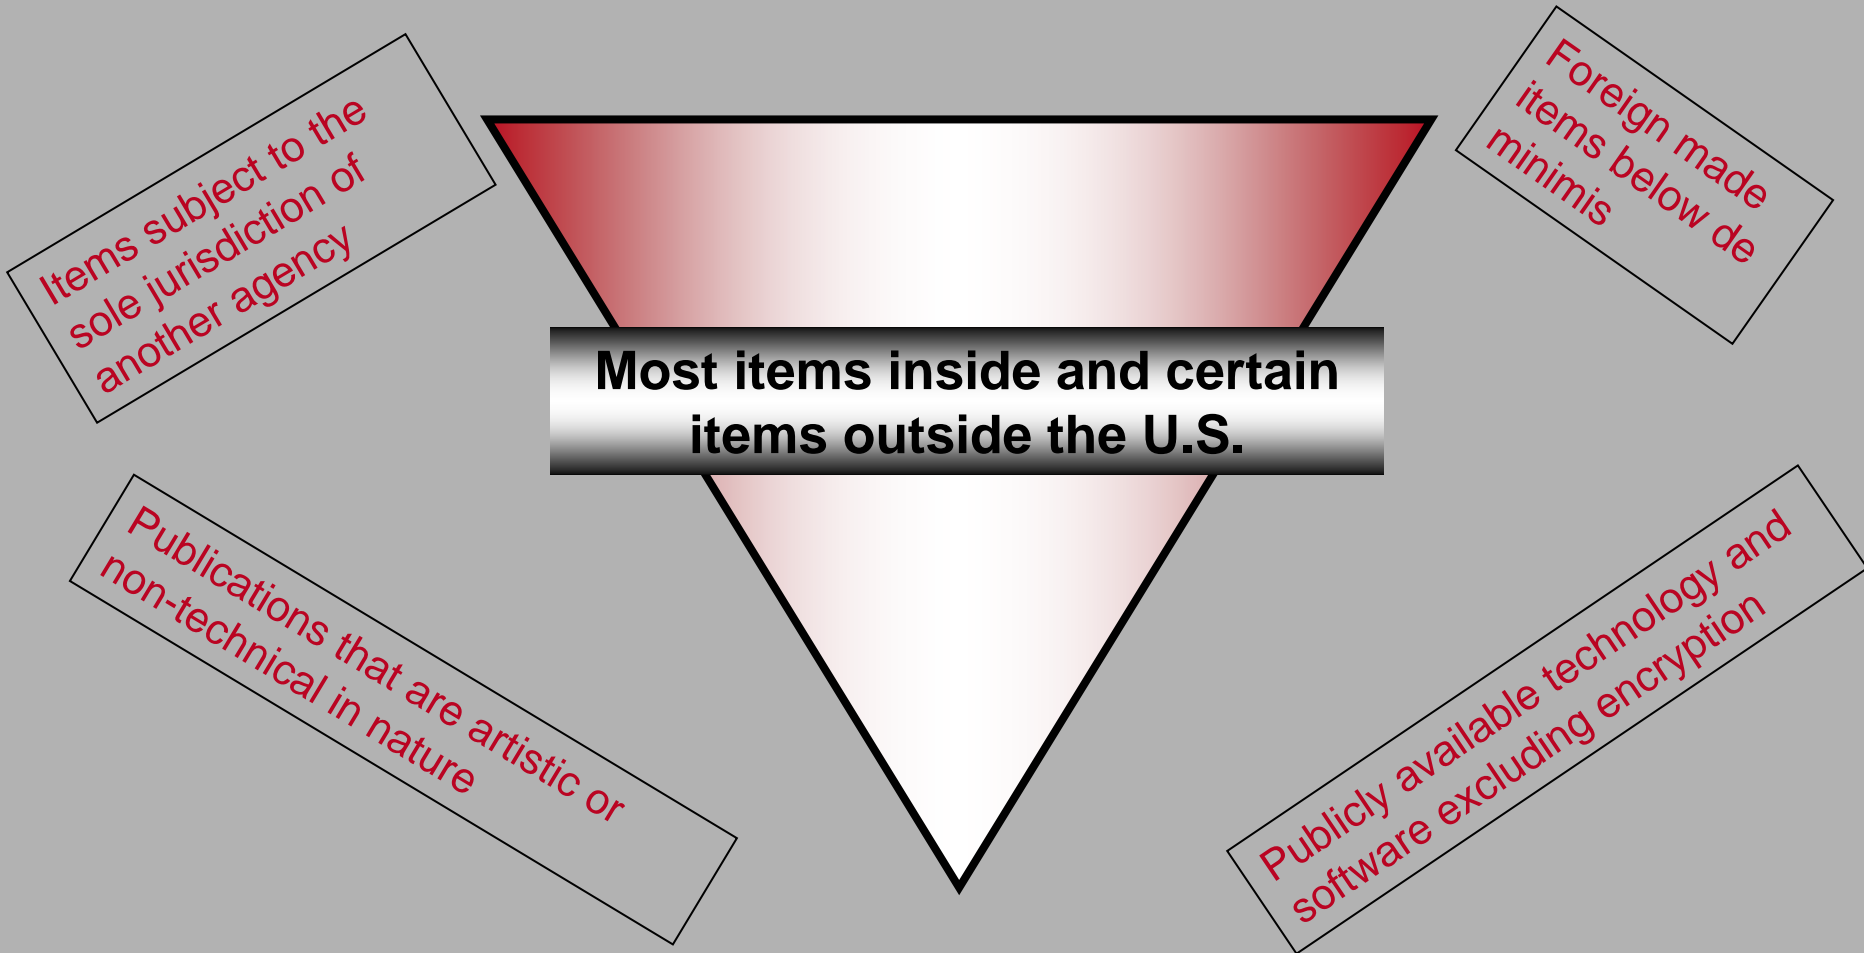 Items subject to the
sole jurisdiction of
another agency
Foreign made
items below de
minimis
Most items inside and certain
items outside the U.S.
Publications that are artistic or
non-technical in nature
Publicly available technology and
software excluding encryption